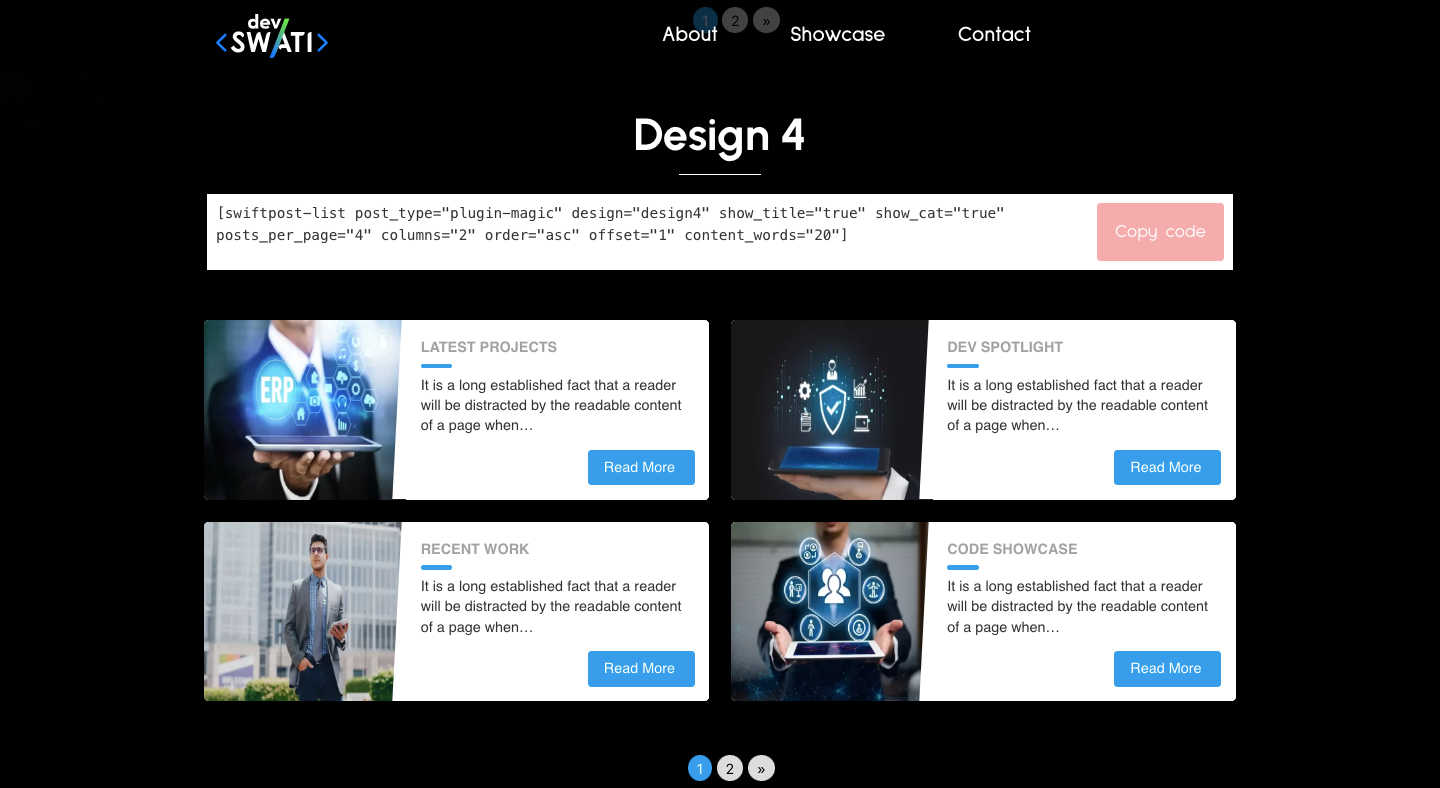 1 2 »
dev
<SWATI>
About Showcase Contact
Design 4
[swiftpost-list post_type="plugin-magic" design="design4" show_title="true" show_cat="true"
posts_per_page="4" columns="2" order="asc" offset="1" content_words="20"]
Copy code
ERP
LATEST PROJECTS
It is a long established fact that a reader
will be distracted by the readable content
of a page when…
Read More
DEV SPOTLIGHT
It is a long established fact that a reader
will be distracted by the readable content
of a page when…
Read More
RECENT WORK
It is a long established fact that a reader
will be distracted by the readable content
of a page when…
Read More
CODE SHOWCASE
It is a long established fact that a reader
will be distracted by the readable content
of a page when…
Read More
1 2 »